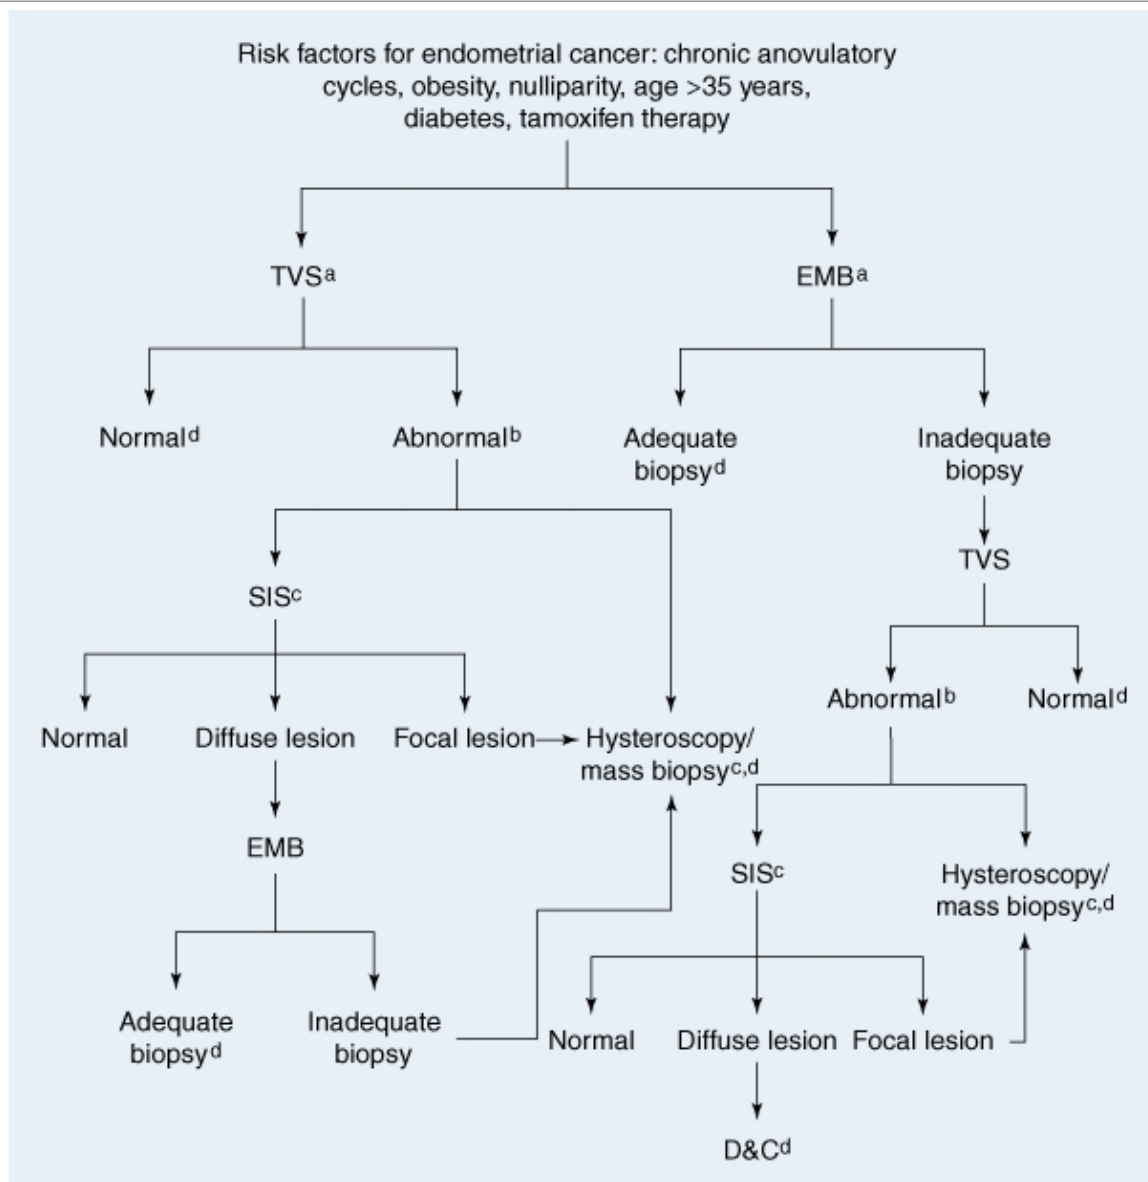 Risk factors for endometrial cancer: chronic anovulatory
cycles, obesity, nulliparity, age >35 years,
diabetes, tamoxifen therapy
TVSa
EMBa
Normald
Abnormalb
Adequate
biopsyd
Inadequate
biopsy
TVS
SISc
Abnormalb
Normald
Normal
Diffuse lesion
Focal lesion
Hysteroscopy/
mass biopsyc,d
EMB
SISc
Hysteroscopy/
mass biopsyc,d
Adequate
biopsyd
Inadequate
biopsy
Normal
Diffuse lesion
Focal lesion
D&Cd